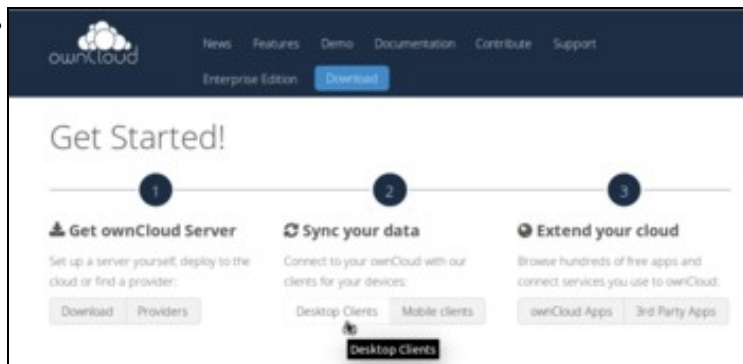 ownCloud
News Features Demo Documentation Contribute Support
Enterprise Edition Download
Get Started!
1 2 3
Get ownCloud Server
Set up a server yourself, deploy to the
cloud or find a provider:
Download Providers
Sync your data
Connect to your ownCloud with our
clients for your devices:
Desktop Clients Mobile clients
Desktop Clients
Extend your cloud
Browse hundreds of free apps and
connect services you use to ownCloud:
ownCloud Apps 3rd Party Apps